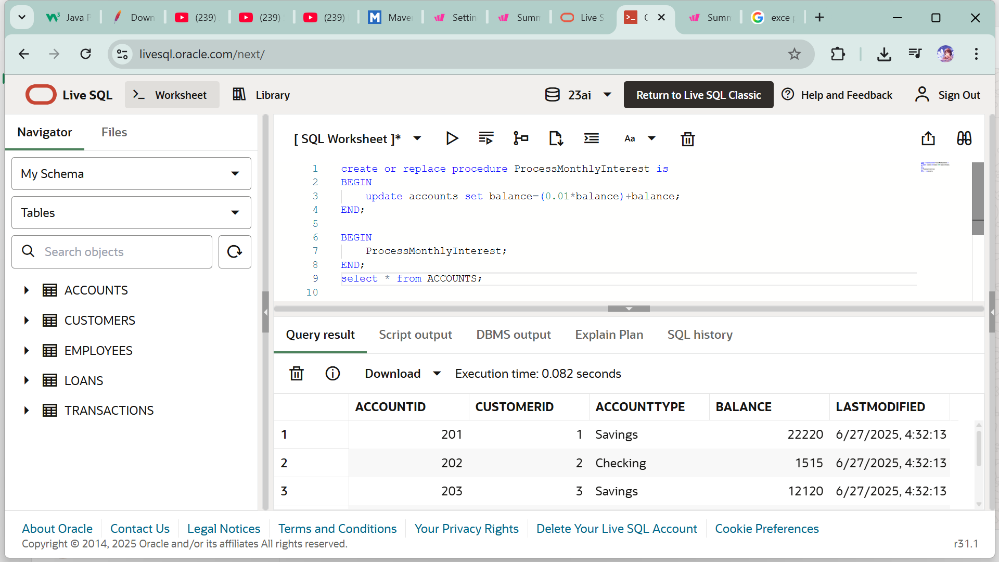 Java F
Down
(239)
(239)
(239)
Mave
Settin
Summ
Live S
Summ
exce p
livesql.oracle.com/next/
Live SQL
Worksheet
Library
23ai
Return to Live SQL Classic
Help and Feedback
Sign Out
Navigator
Files
[ SQL Worksheet ]*
Aa
My Schema
Tables
Search objects
ACCOUNTS
CUSTOMERS
EMPLOYEES
LOANS
TRANSACTIONS
1 create or replace procedure ProcessMonthlyInterest is
2 BEGIN
3 update accounts set balance=(0.01*balance)+balance;
4 END;
5
6 BEGIN
7 ProcessMonthlyInterest;
8 END;
9 select * from ACCOUNTS;
10
Query result Script output DBMS output Explain Plan SQL history
Download Execution time: 0.082 seconds
ACCOUNTID CUSTOMERID ACCOUNTTYPE BALANCE LASTMODIFIED
1 201 1 Savings 22220 6/27/2025, 4:32:13
2 202 2 Checking 1515 6/27/2025, 4:32:13
3 203 3 Savings 12120 6/27/2025, 4:32:13
About Oracle Contact Us Legal Notices Terms and Conditions Your Privacy Rights Delete Your Live SQL Account Cookie Preferences
Copyright © 2014, 2025 Oracle and/or its affiliates All rights reserved.
r31.1